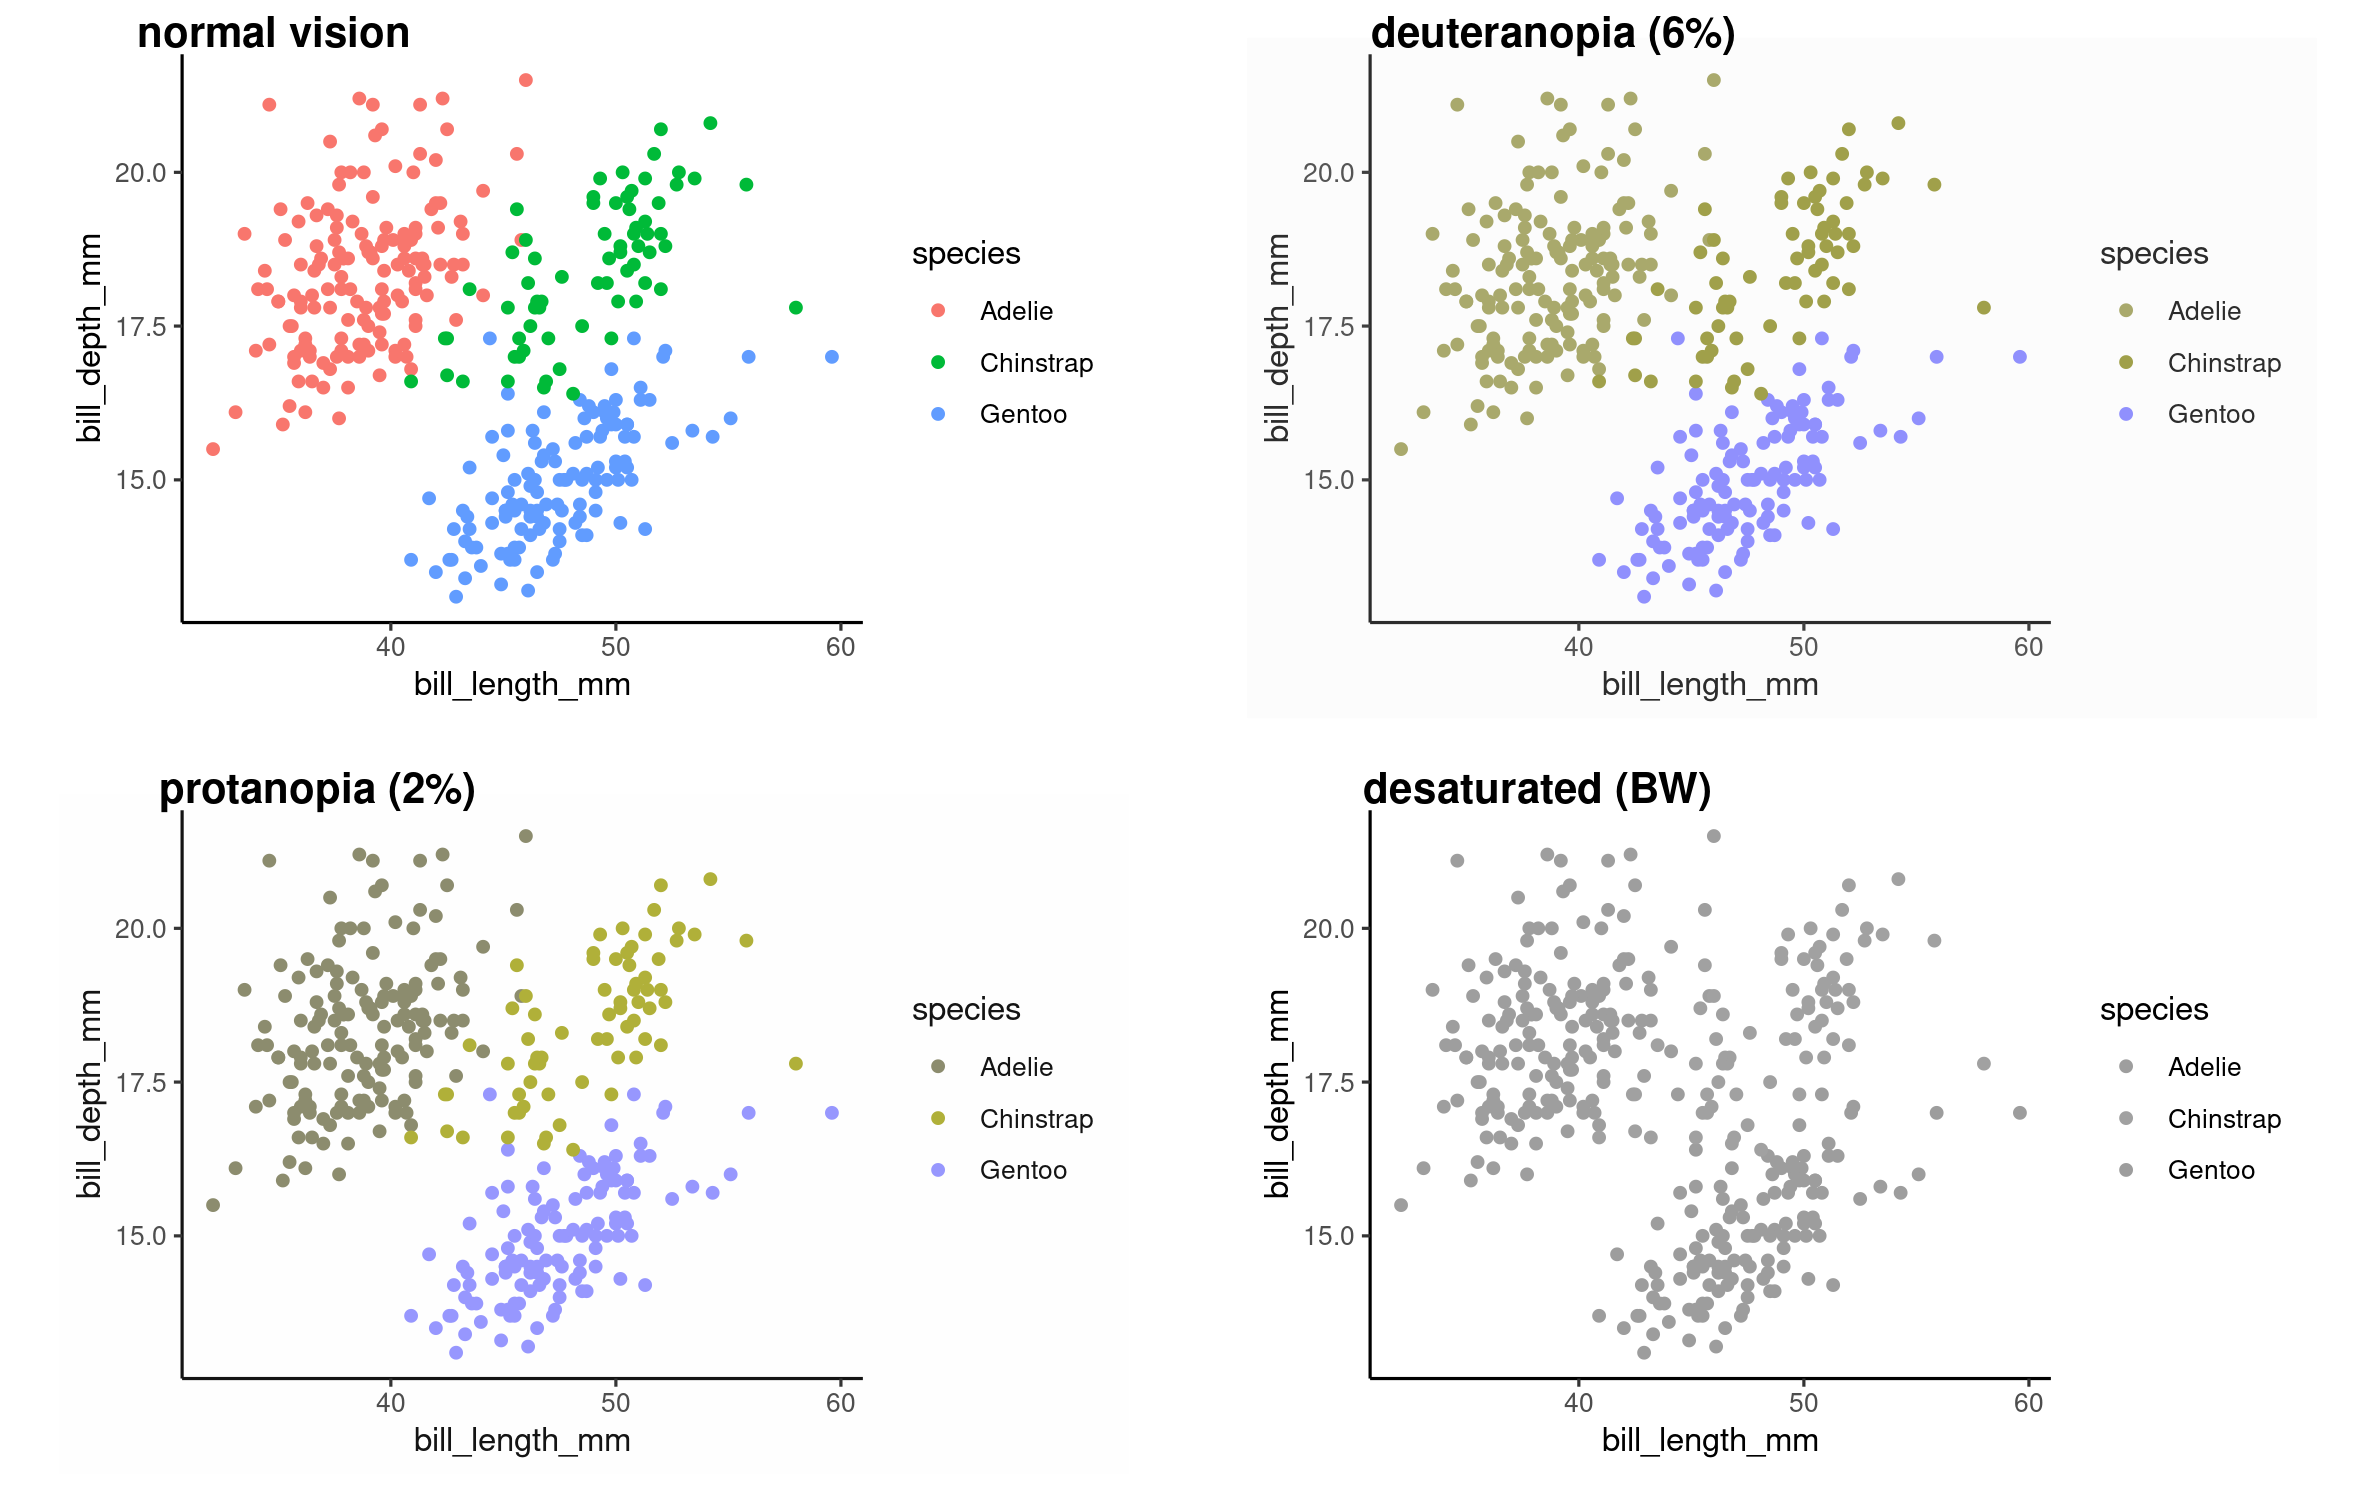 normal vision
bill_depth_mm
20.0
17.5
15.0
40 50 60
bill_length_mm
species
Adelie
Chinstrap
Gentoo
deuteranopia (6%)
bill_depth_mm
20.0
17.5
15.0
40 50 60
bill_length_mm
species
Adelie
Chinstrap
Gentoo
protanopia (2%)
bill_depth_mm
20.0
17.5
15.0
40 50 60
bill_length_mm
species
Adelie
Chinstrap
Gentoo
desaturated (BW)
bill_depth_mm
20.0
17.5
15.0
40 50 60
bill_length_mm
species
Adelie
Chinstrap
Gentoo